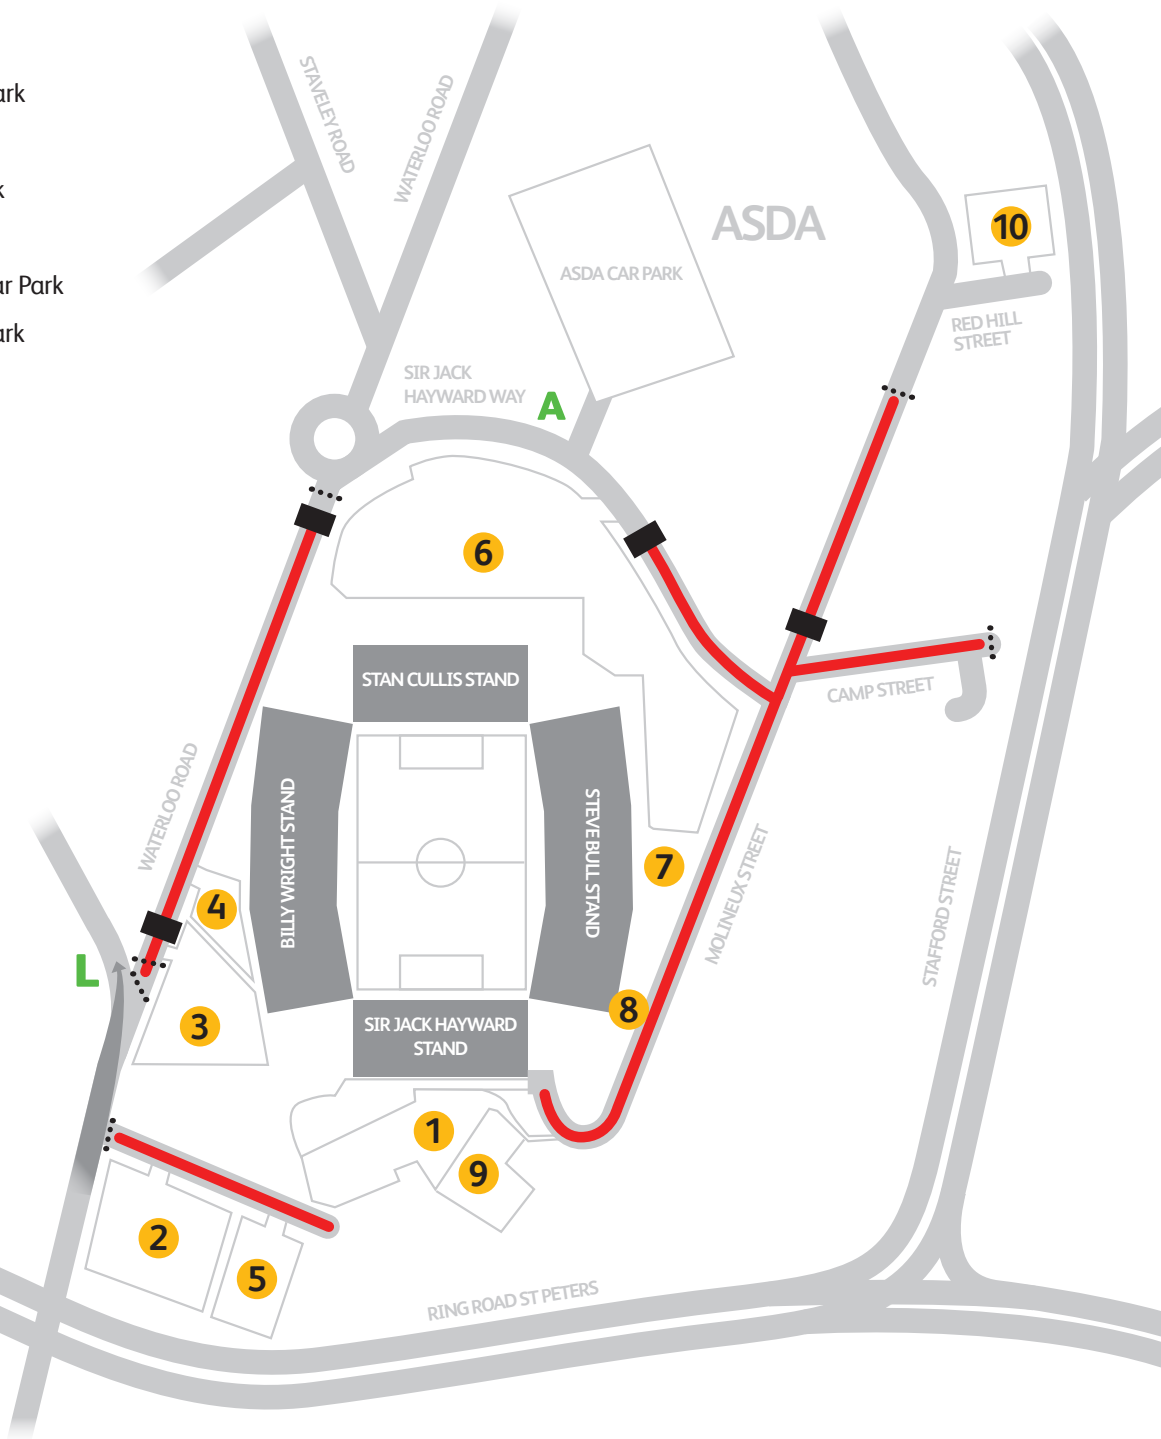 ark
k
ar Park
ark
STAVELEY ROAD
WATERLOO ROAD
ASDA
10
ASDA CAR PARK
RED HILL
STREET
SIR JACK
HAYWARD WAY
A
6
STAN CULLIS STAND
CAMP STREET
WATERLOO ROAD
BILLY WRIGHT STAND
STEVE BULL STAND
7
MOLINEUX STREET
STAFFORD STREET
4
L
3
8
SIR JACK HAYWARD
STAND
1
9
2
5
RING ROAD ST PETERS